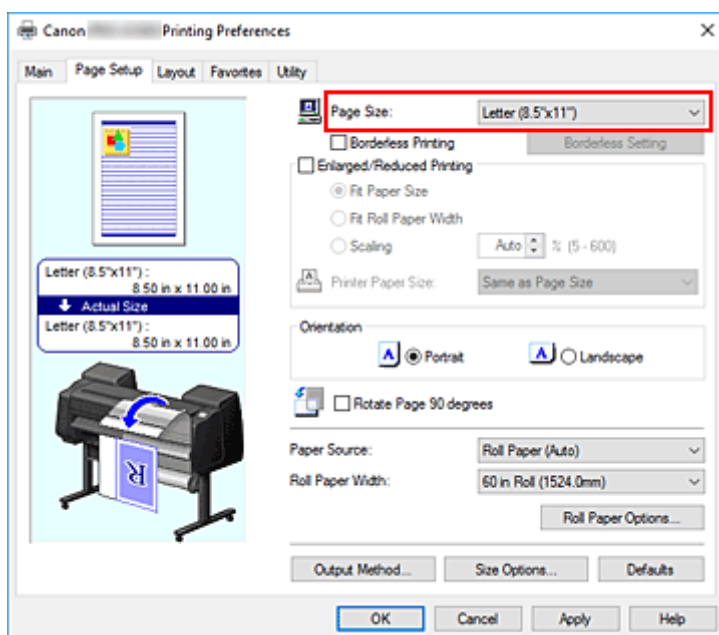 Canon Printing Preferences
Main Page Setup Layout Favorites Utility
Page Size: Letter (8.5"x11")
Borderless Printing Borderless Setting
Enlarged/Reduced Printing
Fit Paper Size
Fit Roll Paper Width
Scaling Auto % (5 - 600)
Printer Paper Size: Same as Page Size
Letter (8.5"x11") :
8.50 in x 11.00 in
Actual Size
Letter (8.5"x11") :
8.50 in x 11.00 in
Orientation
A Portrait A Landscape
Rotate Page 90 degrees
R
Paper Source: Roll Paper (Auto)
Roll Paper Width: 60 in Roll (1524.0mm)
Roll Paper Options...
Output Method... Size Options... Defaults
OK Cancel Apply Help